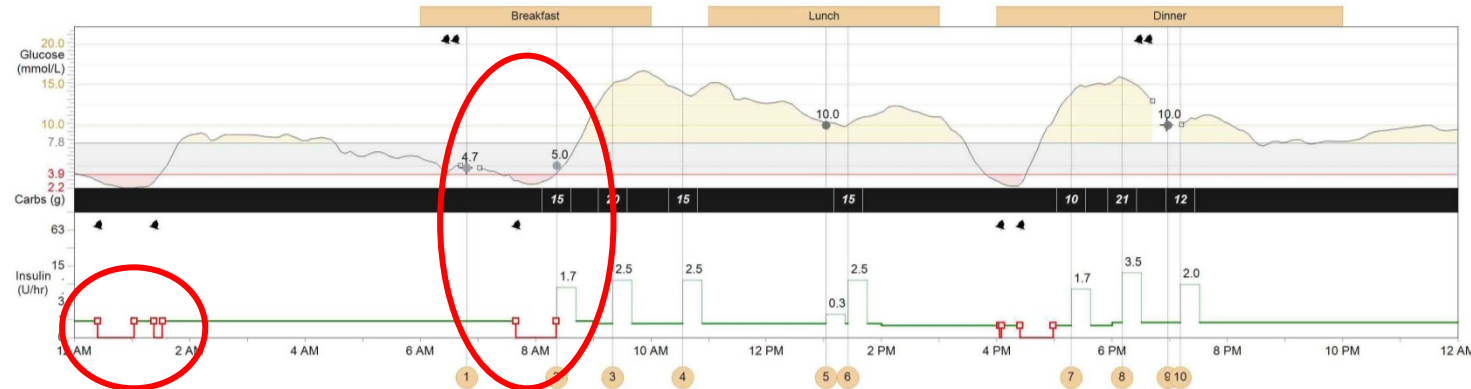 Breakfast Lunch Dinner
20.0
Glucose
(mmol/L)
15.0
10.0 10.0 10.0
7.8
4.7 5.0
3.9
2.2
Carbs (g) 15 20 15 15 10 21 12
63
15
Insulin
(U/hr)
3
1.7 2.5 2.5 0.3 2.5 1.7 3.5 2.0
12 AM 2 AM 4 AM 6 AM 8 AM 10 AM 12 PM 2 PM 4 PM 6 PM 8 PM 10 PM 12 AM
1 2 3 4 5 6 7 8 9 10